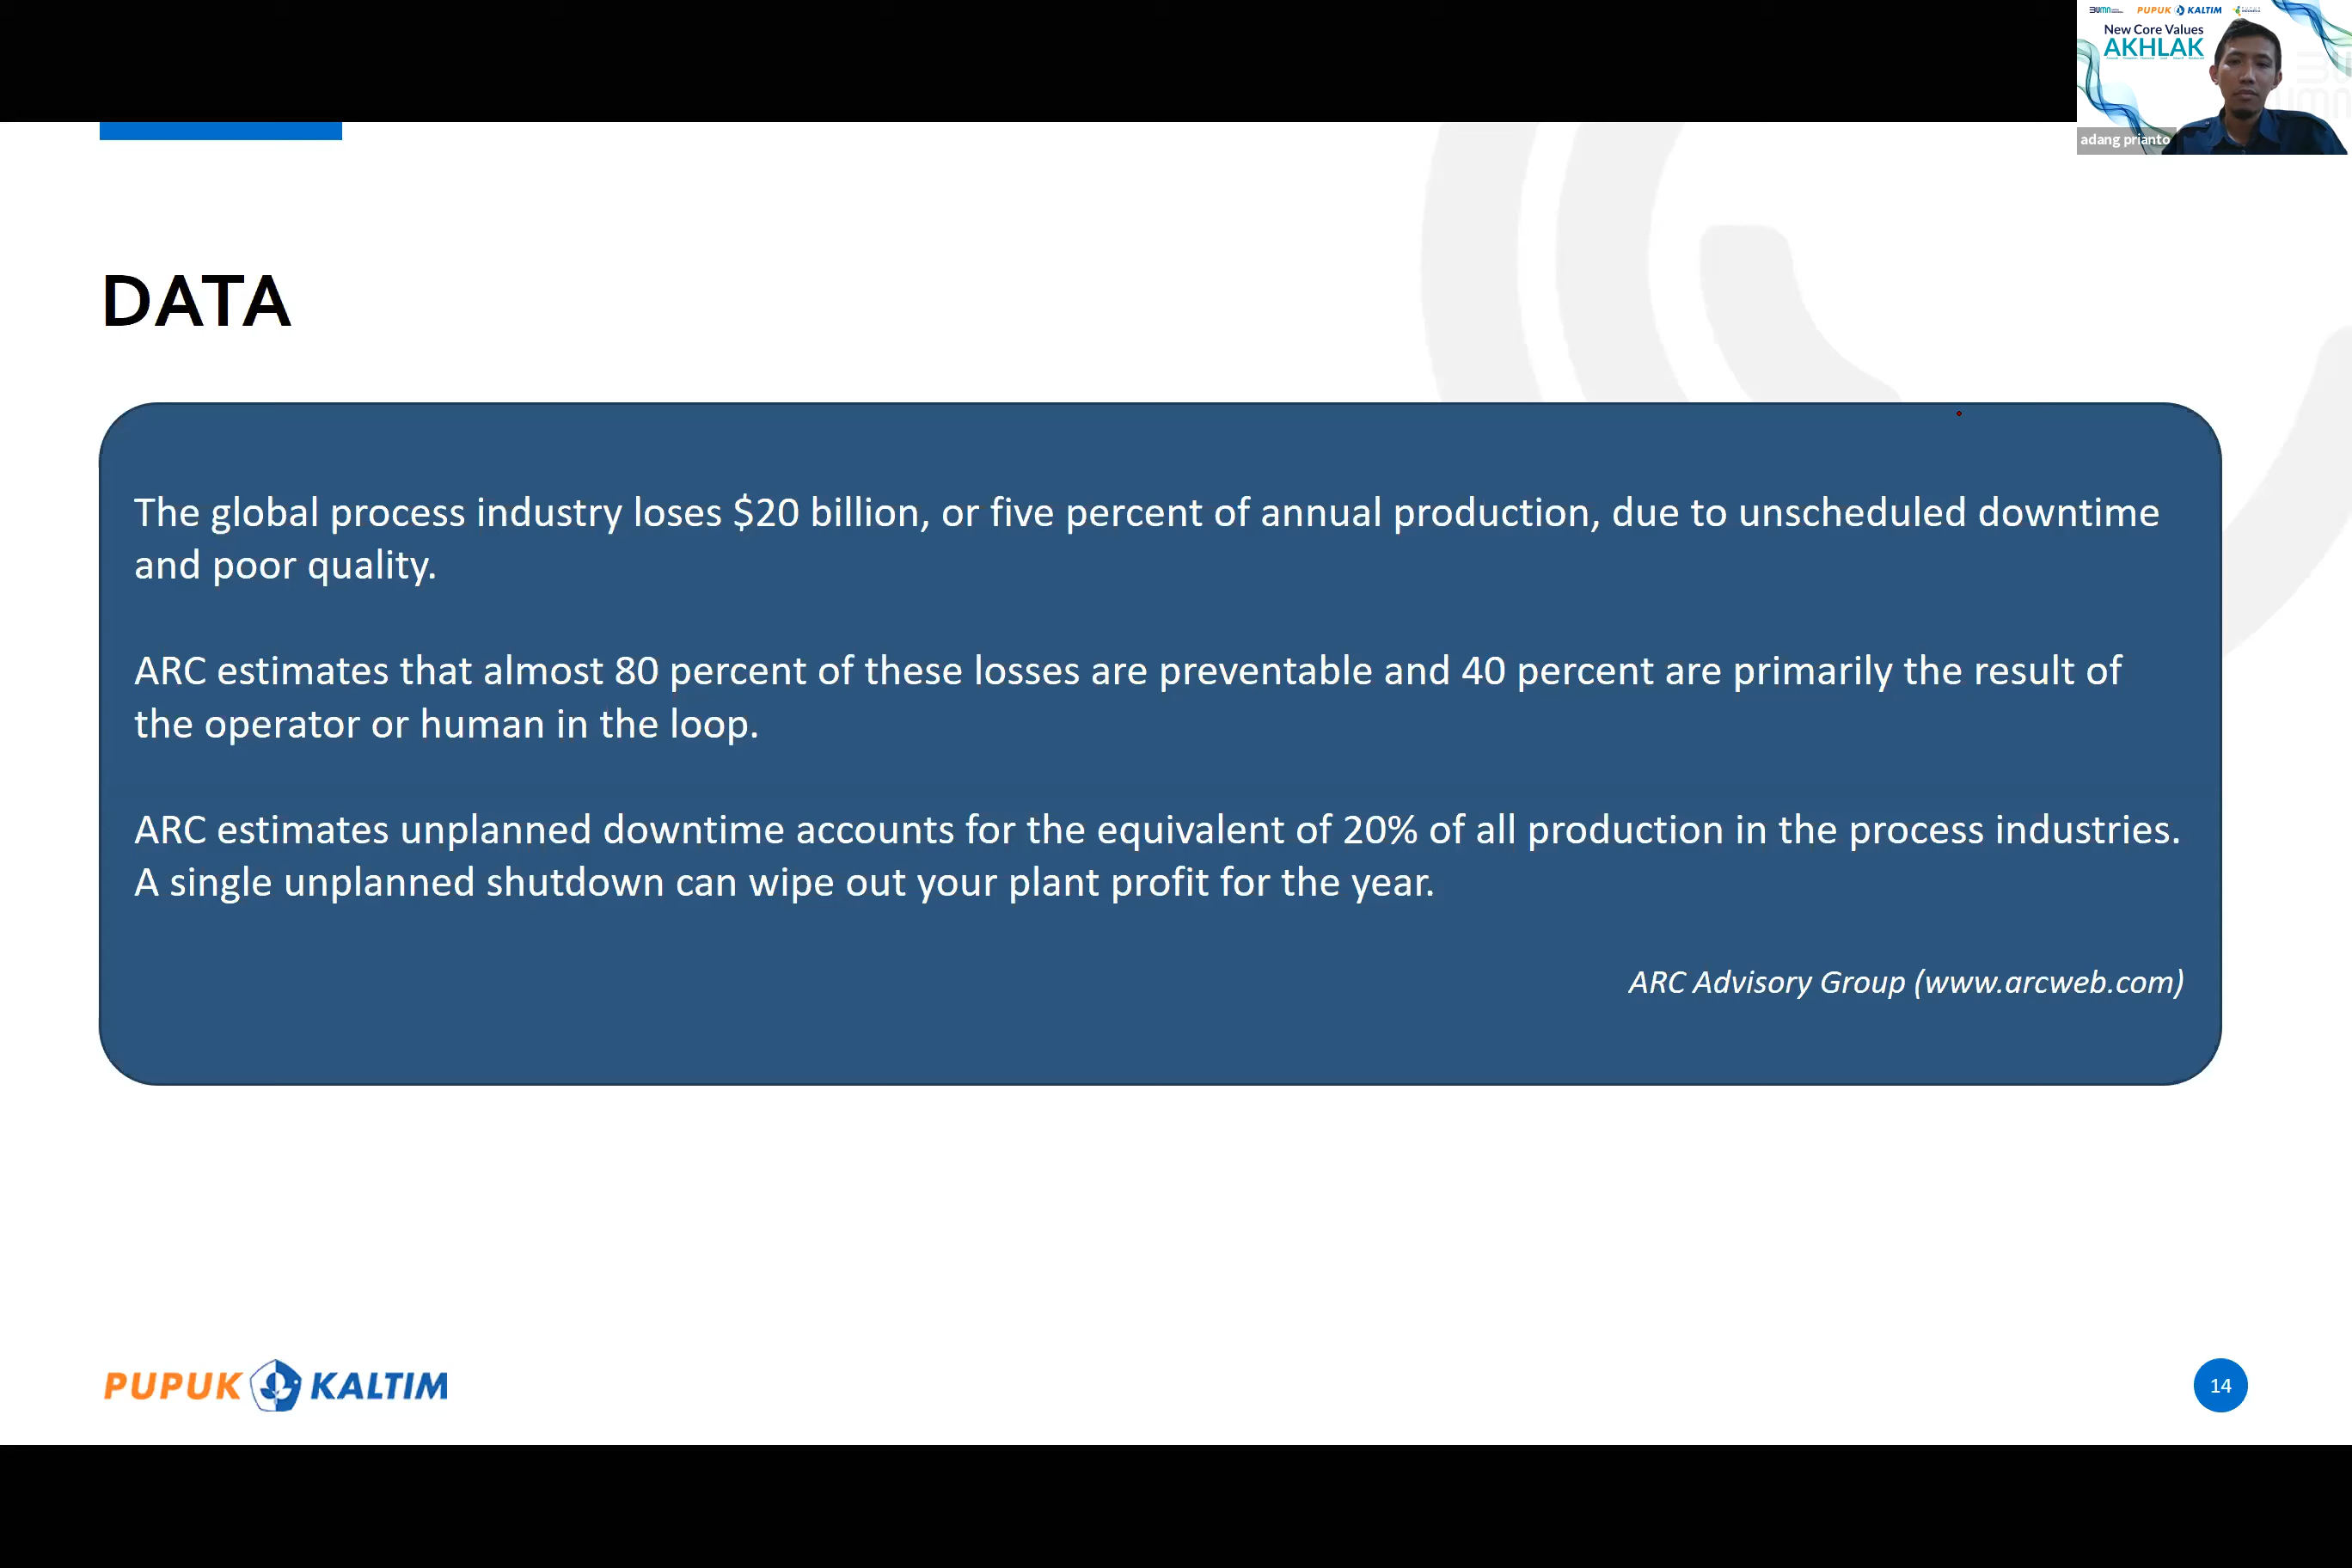 BUMN
PUPUK KALTIM
New Core Values
AKHLAK
adang prianto
DATA
The global process industry loses $20 billion, or five percent of annual production, due to unscheduled downtime
and poor quality.
ARC estimates that almost 80 percent of these losses are preventable and 40 percent are primarily the result of
the operator or human in the loop.
ARC estimates unplanned downtime accounts for the equivalent of 20% of all production in the process industries.
A single unplanned shutdown can wipe out your plant profit for the year.
ARC Advisory Group (www.arcweb.com)
PUPUK KALTIM
14